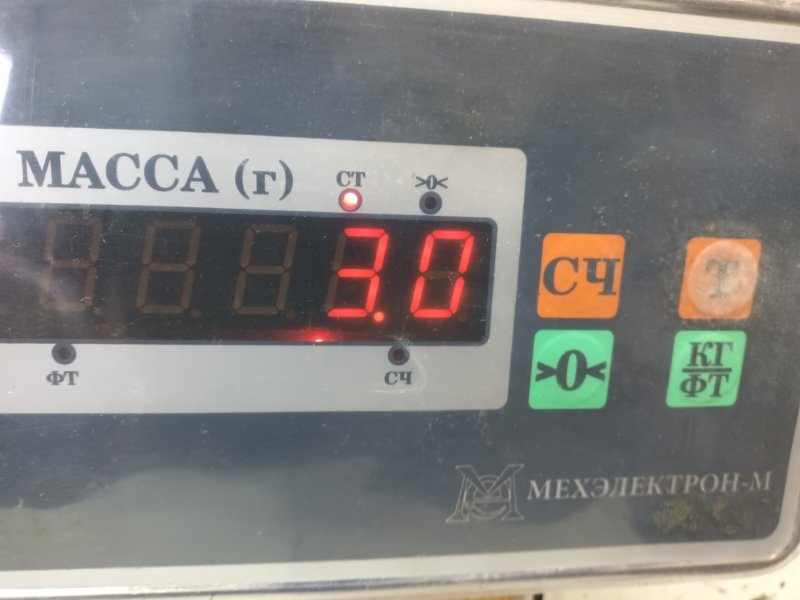 МАССА (г)
СТ
>0<
3.0
СЧ
Т
ФТ
СЧ
>0<
КГ
ФТ
МЕХЭЛЕКТРОН-М